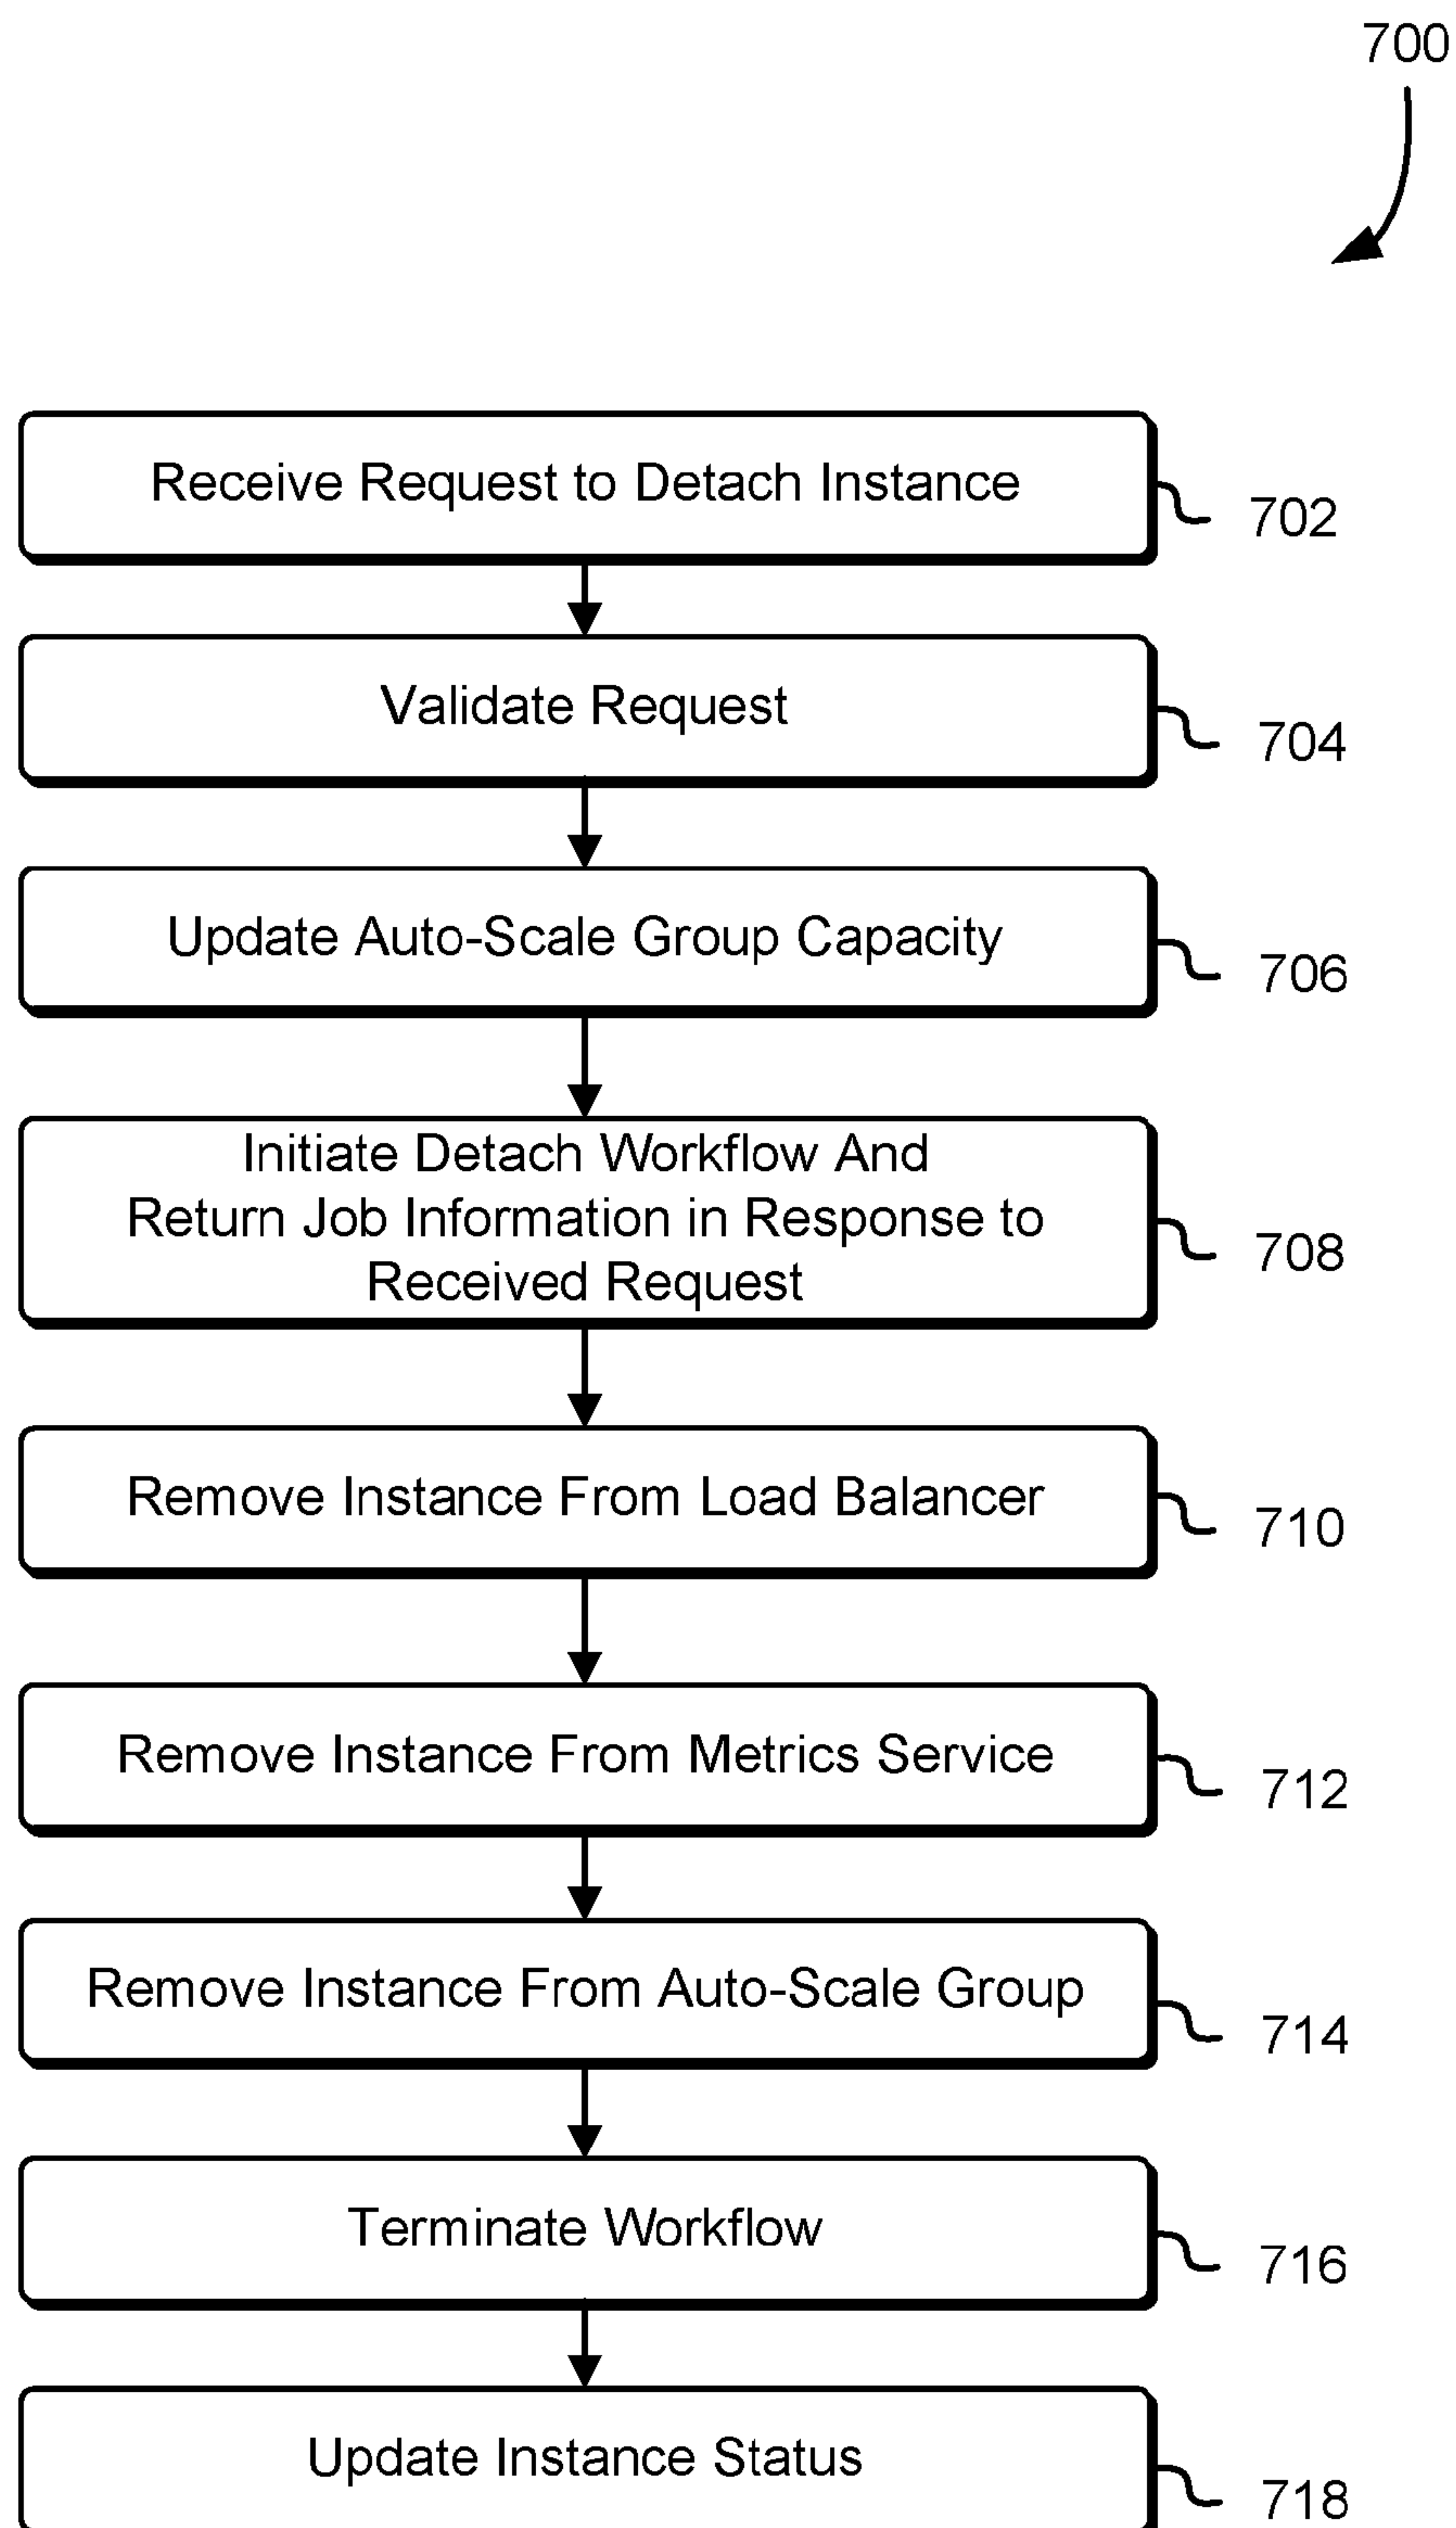 700
Receive Request to Detach Instance
702
Validate Request
704
Update Auto-Scale Group Capacity
706
Initiate Detach Workflow And
Return Job Information in Response to
Received Request
708
Remove Instance From Load Balancer
710
Remove Instance From Metrics Service
712
Remove Instance From Auto-Scale Group
714
Terminate Workflow
716
Update Instance Status
718